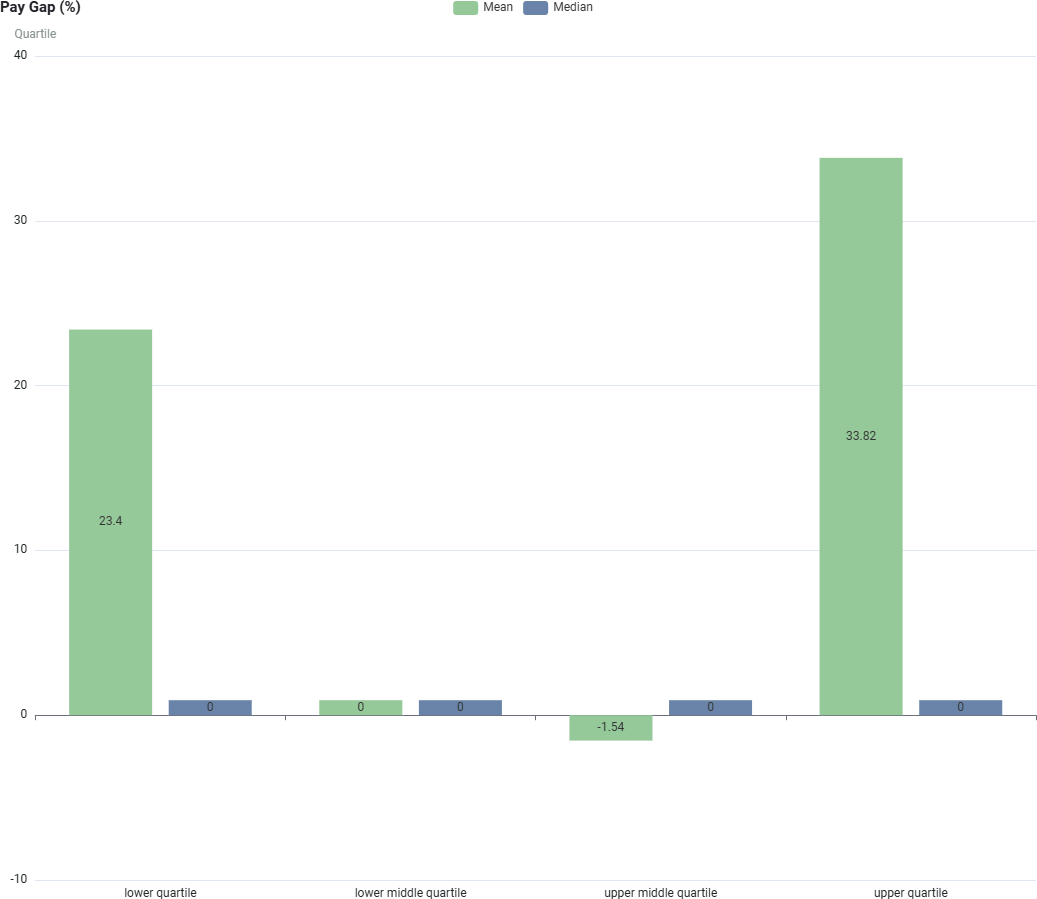 Pay Gap (%)
Mean
Median
Quartile
40
30
20
10
0
-10
23.4
0
0
0
-1.54
0
33.82
0
lower quartile
lower middle quartile
upper middle quartile
upper quartile